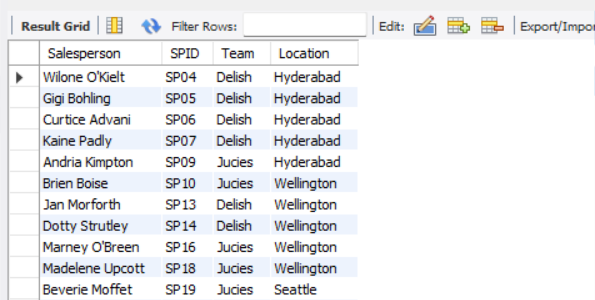 Result Grid Filter Rows: Edit: Export/Impor
Salesperson SPID Team Location
Wilone O'Kielt SP04 Delish Hyderabad
Gigi Bohling SP05 Delish Hyderabad
Curtice Advani SP06 Delish Hyderabad
Kaine Padly SP07 Delish Hyderabad
Andria Kimpton SP09 Jucies Hyderabad
Brien Boise SP10 Jucies Wellington
Jan Morforth SP13 Delish Wellington
Dotty Strutley SP14 Delish Wellington
Marney O'Breen SP16 Jucies Wellington
Madelene Upcott SP18 Jucies Wellington
Beverie Moffet SP19 Jucies Seattle